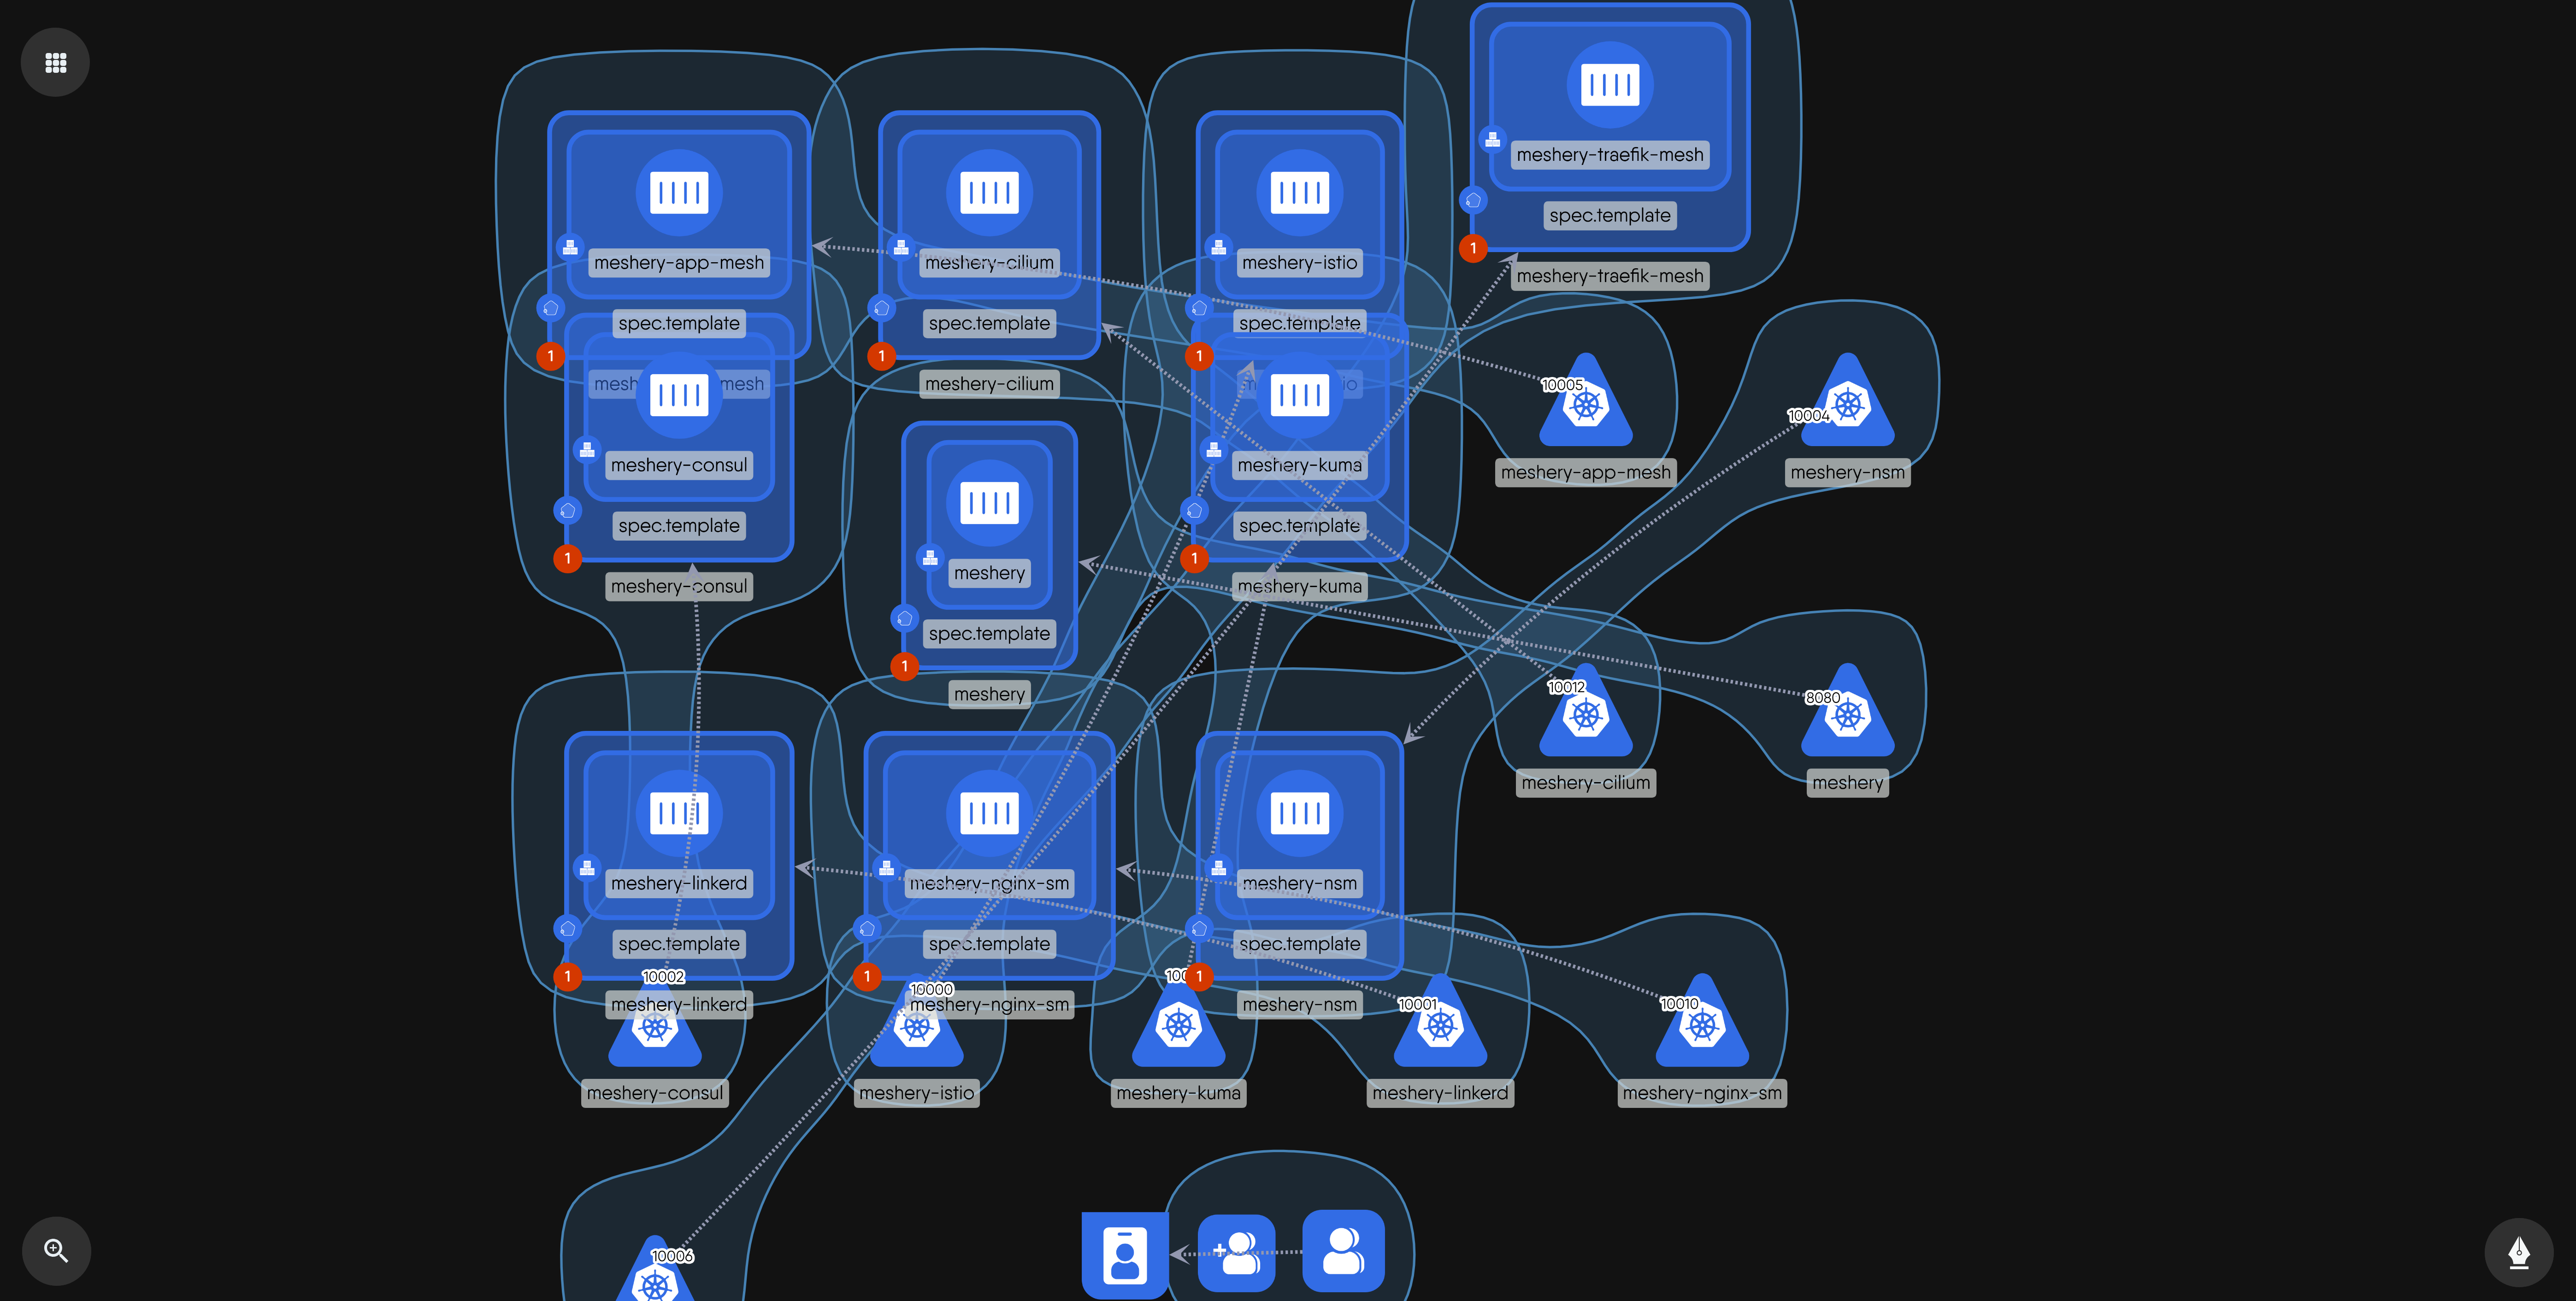 meshery-traefik-mesh
spec.template
1
meshery-traefik-mesh
meshery-app-mesh
spec.template
1
meshery-cilium
spec.template
1
meshery-cilium
meshery-istio
spec.template
1
meshery-consul
spec.template
1
meshery-consul
meshery-kuma
spec.template
1
meshery-kuma
10005
meshery-app-mesh
10004
meshery-nsm
meshery
spec.template
1
meshery
10012
meshery-cilium
8080
meshery
meshery-linkerd
spec.template
1
meshery-linkerd
meshery-nginx-sm
spec.template
1
meshery-nginx-sm
meshery-nsm
spec.template
1
meshery-nsm
10002
meshery-consul
10000
meshery-istio
meshery-kuma
10001
meshery-linkerd
10010
meshery-nginx-sm
10006